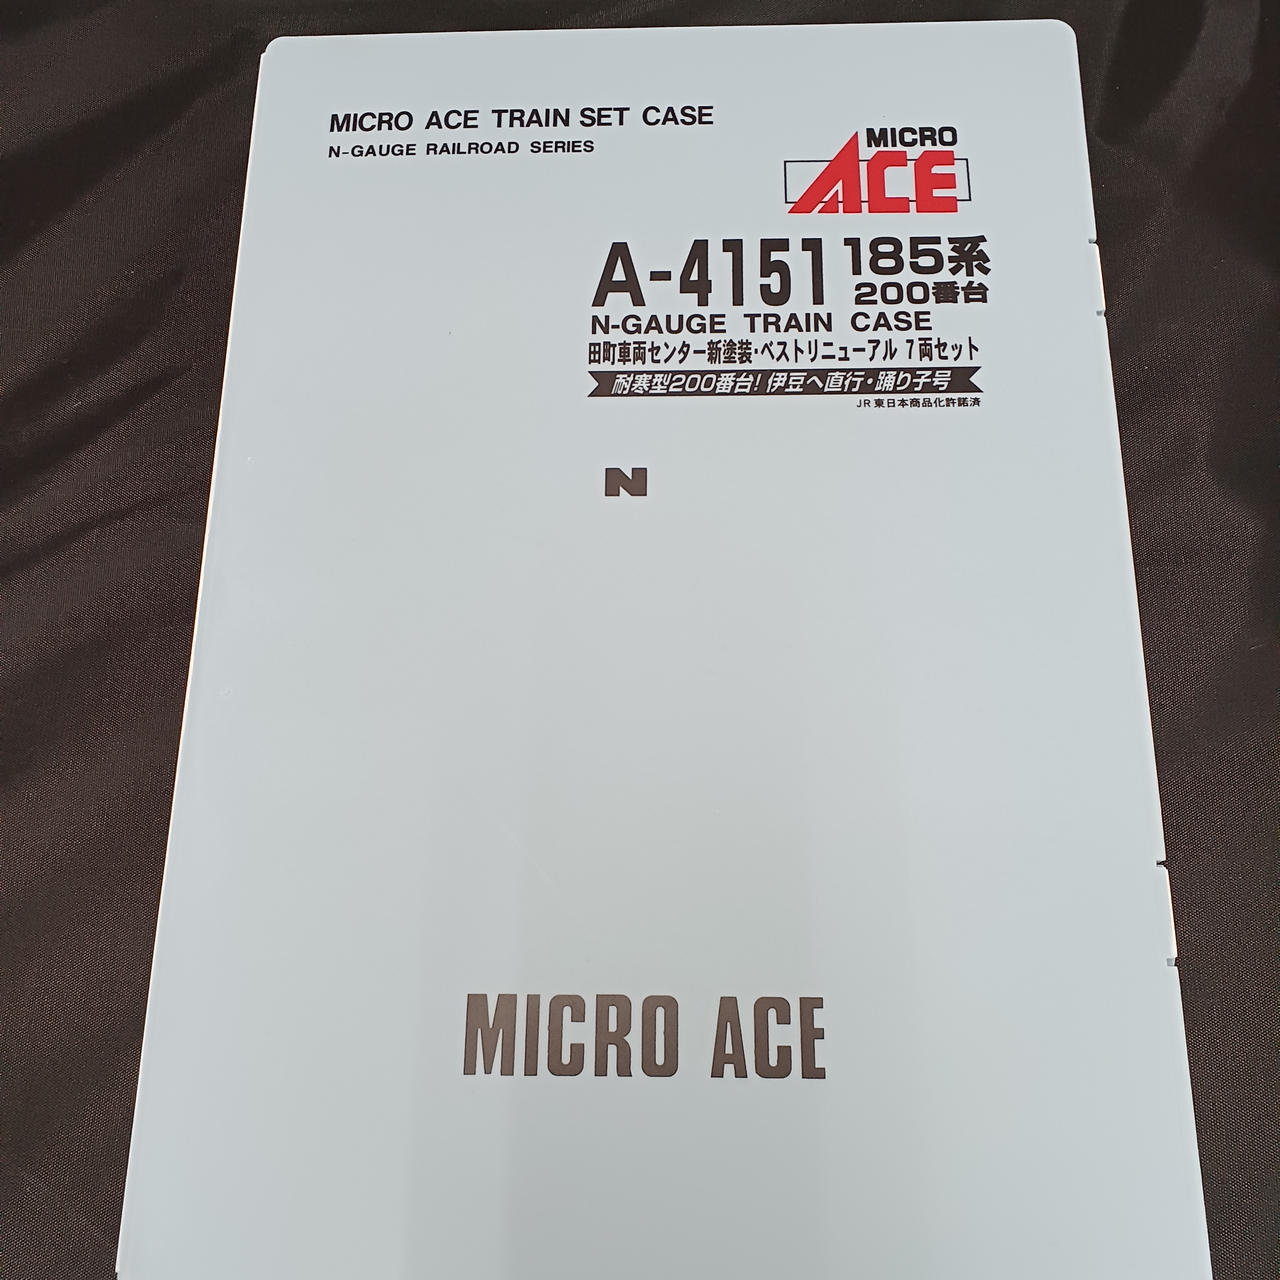 MICRO ACE TRAIN SET CASE
N-GAUGE RAILROAD SERIES
MICRO
ACE
A-4151 185系
200番台
N-GAUGE TRAIN CASE
田町車両センター新塗装・ベストリニューアル 7両セット
耐寒型200番台！伊豆へ直行・踊り子号
JR東日本商品化許諾済
N
MICRO ACE